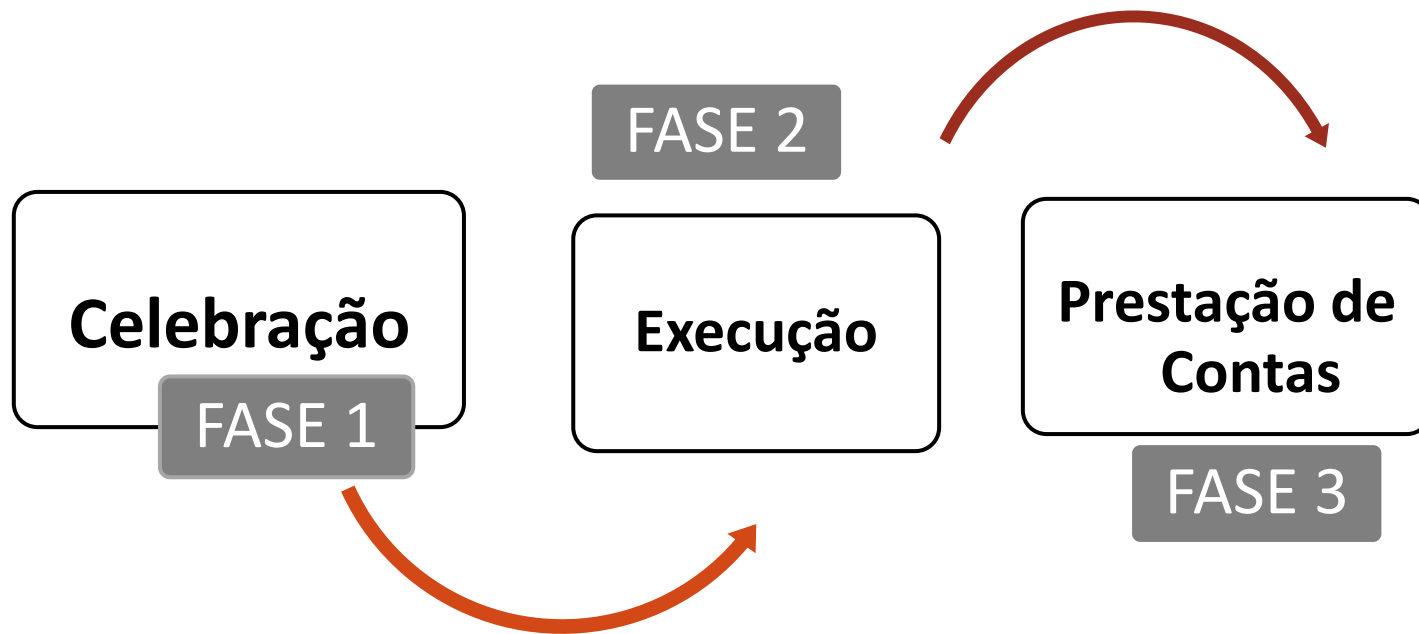 Celebração
FASE 1
FASE 2
Execução
Prestação de
Contas
FASE 3